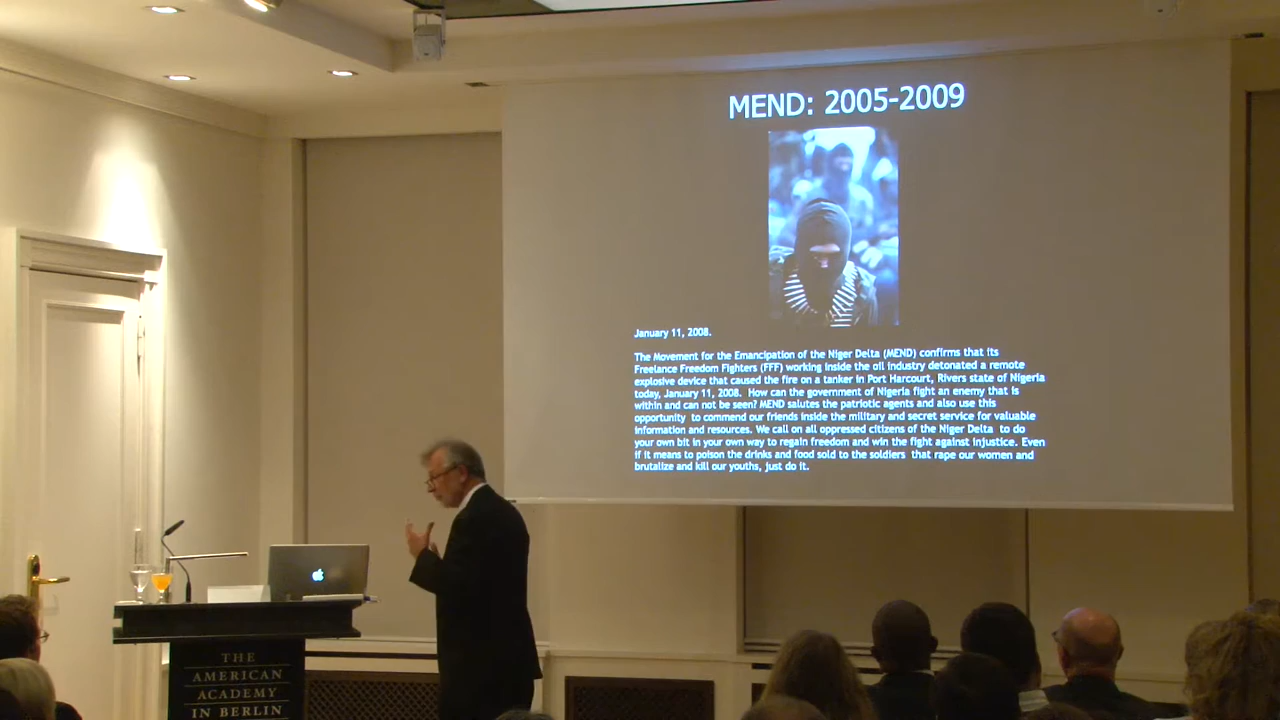 MEND: 2005-2009
January 11, 2008.
The Movement for the Emancipation of the Niger Delta (MEND) confirms that its
Freelance Freedom Fighters (FFF) working inside the oil industry detonated a remote
explosive device that caused the fire on a tanker in Port Harcourt, Rivers state of Nigeria
today, January 11, 2008. How can the government of Nigeria fight an enemy that is
within and can not be seen? MEND salutes the patriotic agents and also use this
opportunity to commend our friends inside the military and secret service for valuable
information and resources. We call on all oppressed citizens of the Niger Delta to do
your own bit in your own way to regain freedom and win the fight against injustice. Even
if it means to poison the drinks and food sold to the soldiers that rape our women and
brutalize and kill our youths, just do it.
THE
AMERICAN
ACADEMY
IN BERLIN